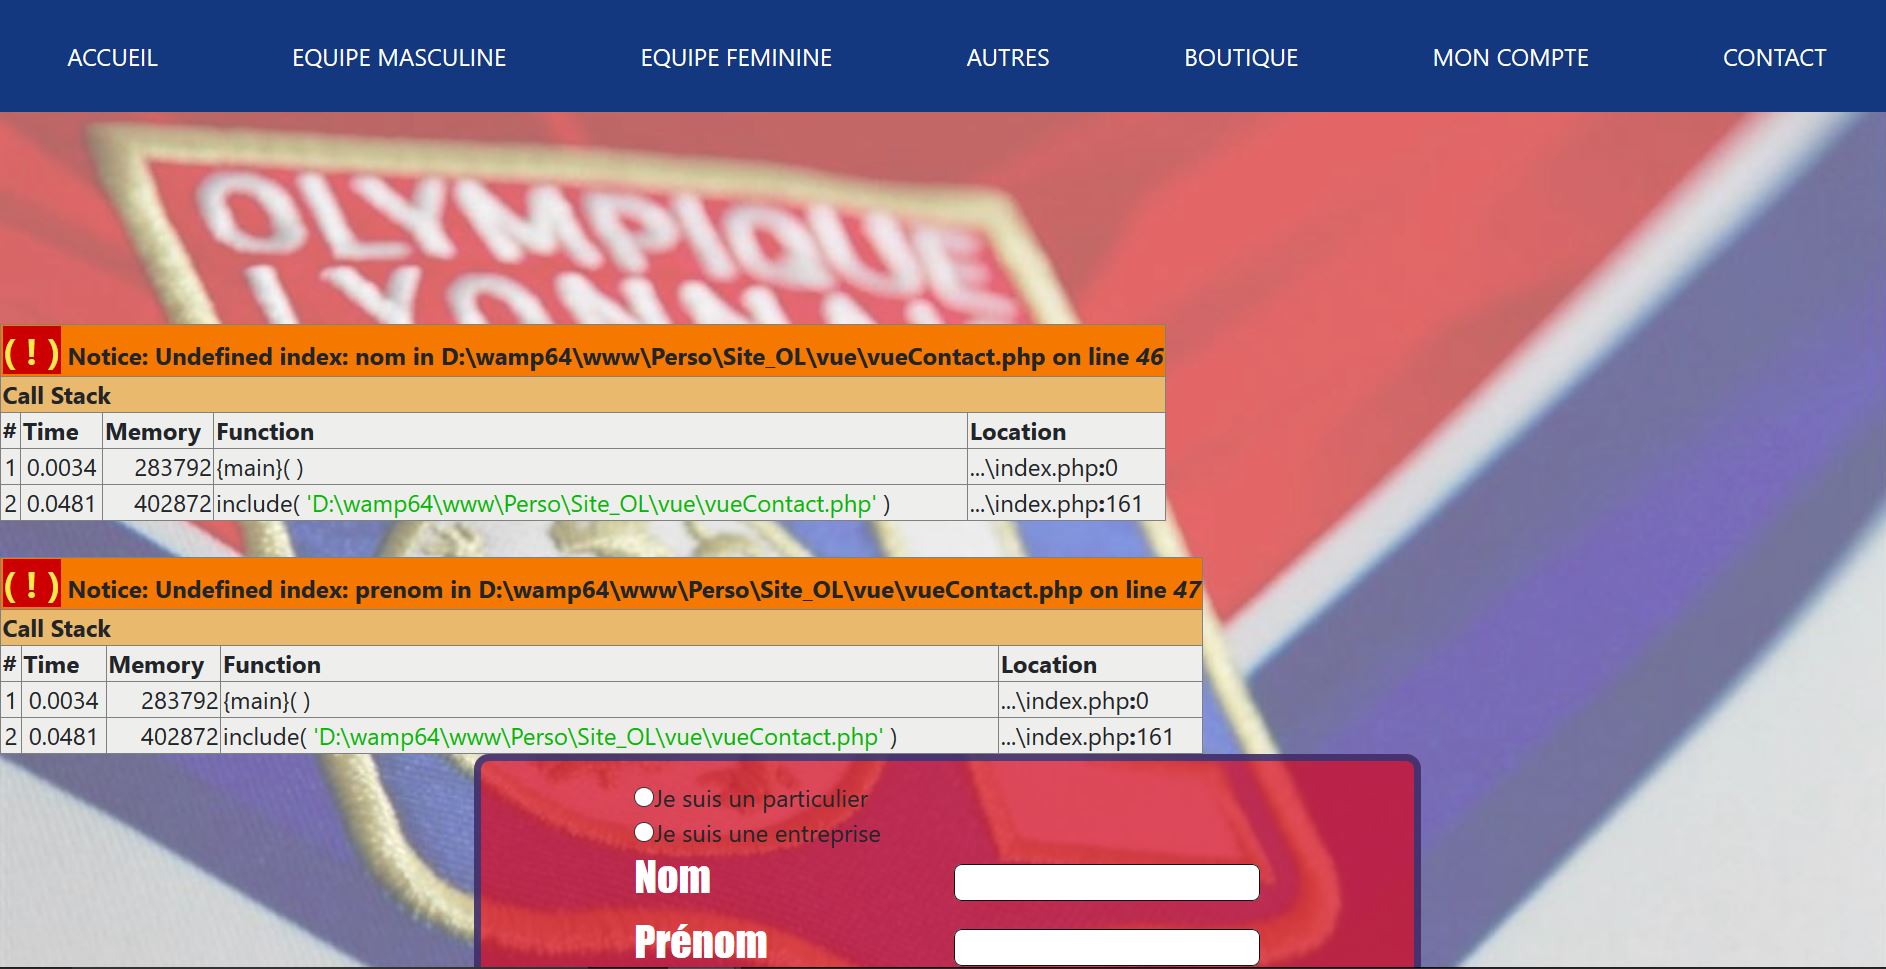 ACCUEIL EQUIPE MASCULINE EQUIPE FEMININE AUTRES BOUTIQUE MON COMPTE CONTACT
OLYMPIQUE
LYONNAIS
( ! ) Notice: Undefined index: nom in D:\wamp64\www\Perso\Site_OL\vue\vueContact.php on line 46
Call Stack
# Time Memory Function Location
1 0.0034 283792 {main}( ) ...\index.php:0
2 0.0481 402872 include( 'D:\wamp64\www\Perso\Site_OL\vue\vueContact.php' ) ...\index.php:161
( ! ) Notice: Undefined index: prenom in D:\wamp64\www\Perso\Site_OL\vue\vueContact.php on line 47
Call Stack
# Time Memory Function Location
1 0.0034 283792 {main}( ) ...\index.php:0
2 0.0481 402872 include( 'D:\wamp64\www\Perso\Site_OL\vue\vueContact.php' ) ...\index.php:161
Je suis un particulier
Je suis une entreprise
Nom
Prénom